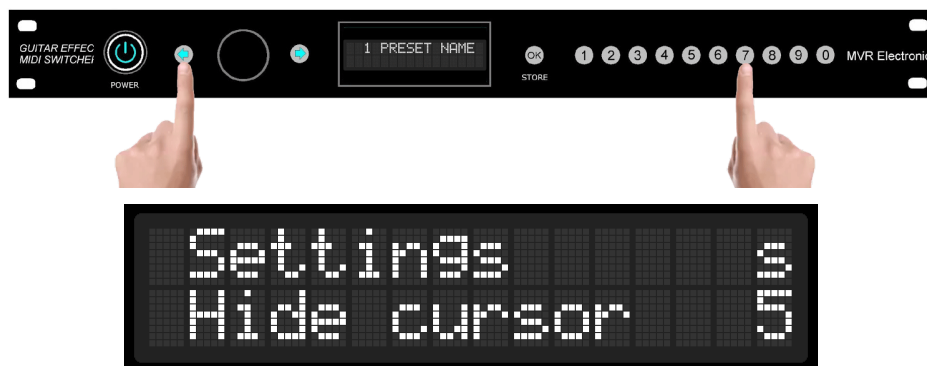 GUITAR EFFEC
MIDI SWITCHE
POWER
1 PRESET NAME
OK
STORE
1 2 3 4 5 6 7 8 9 0
MVR Electronic
Settings s
Hide cursor 5